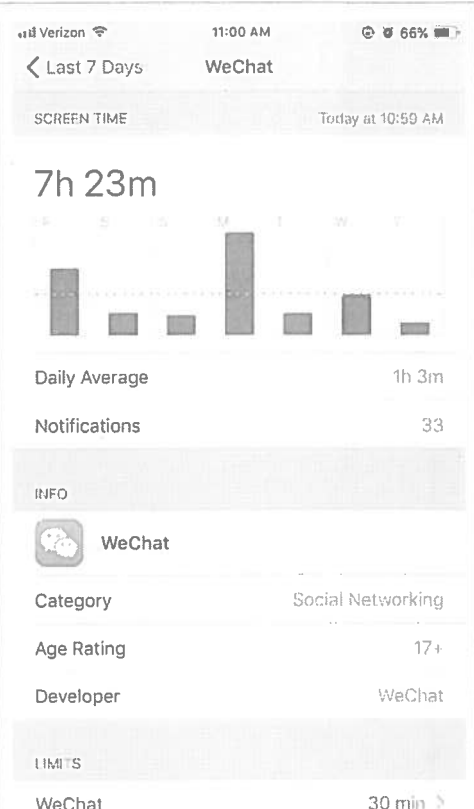 Verizon 11:00 AM 66%
Last 7 Days WeChat
SCREEN TIME Today at 10:59 AM
7h 23m
F S S M T W T
Daily Average 1h 3m
Notifications 33
INFO
WeChat
Category Social Networking
Age Rating 17+
Developer WeChat
LIMITS
WeChat 30 min